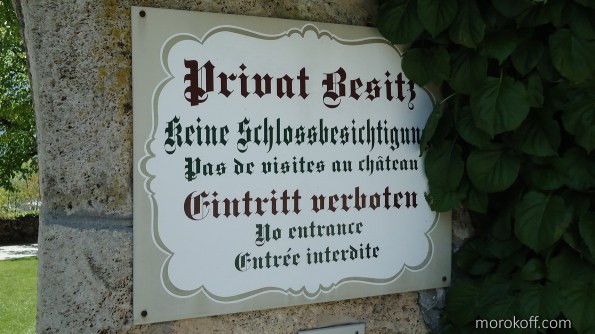 Privat Besitz
Keine Schlossbesichtigung
Pas de visites au château
Eintritt verboten
No entrance
Entrée interdite
morokoff.com